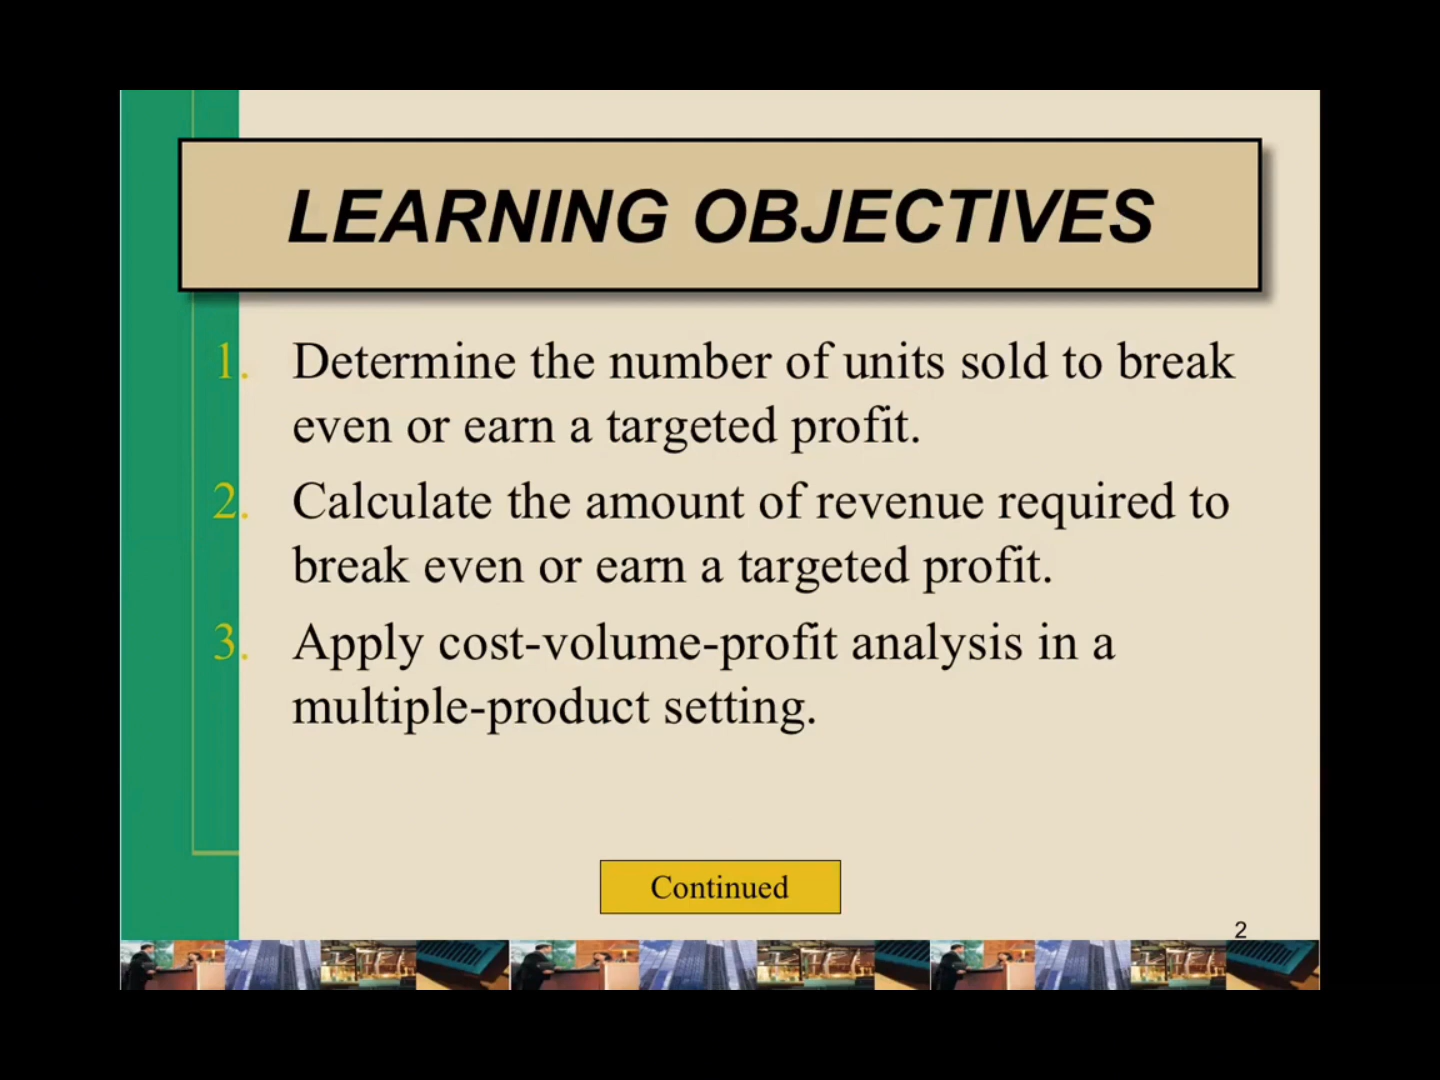 LEARNING OBJECTIVES
1. Determine the number of units sold to break
even or earn a targeted profit.
2. Calculate the amount of revenue required to
break even or earn a targeted profit.
3. Apply cost-volume-profit analysis in a
multiple-product setting.
Continued
2